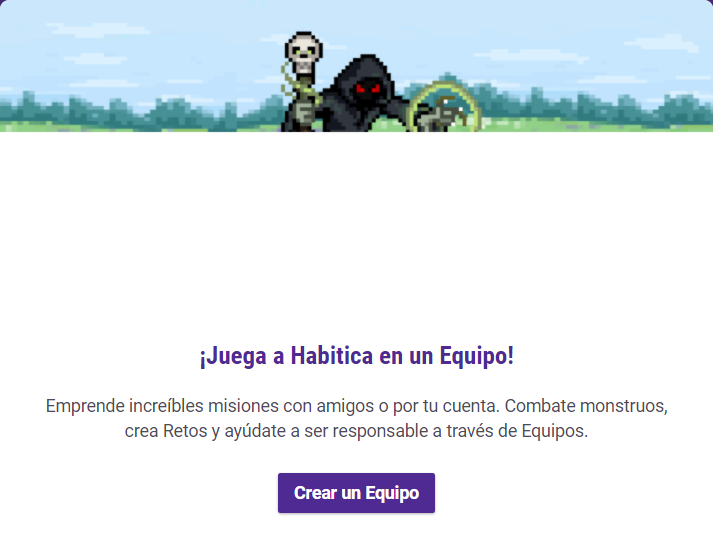 ¡Juega a Habitica en un Equipo!
Emprende increíbles misiones con amigos o por tu cuenta. Combate monstruos,
crea Retos y ayúdate a ser responsable a través de Equipos.
Crear un Equipo